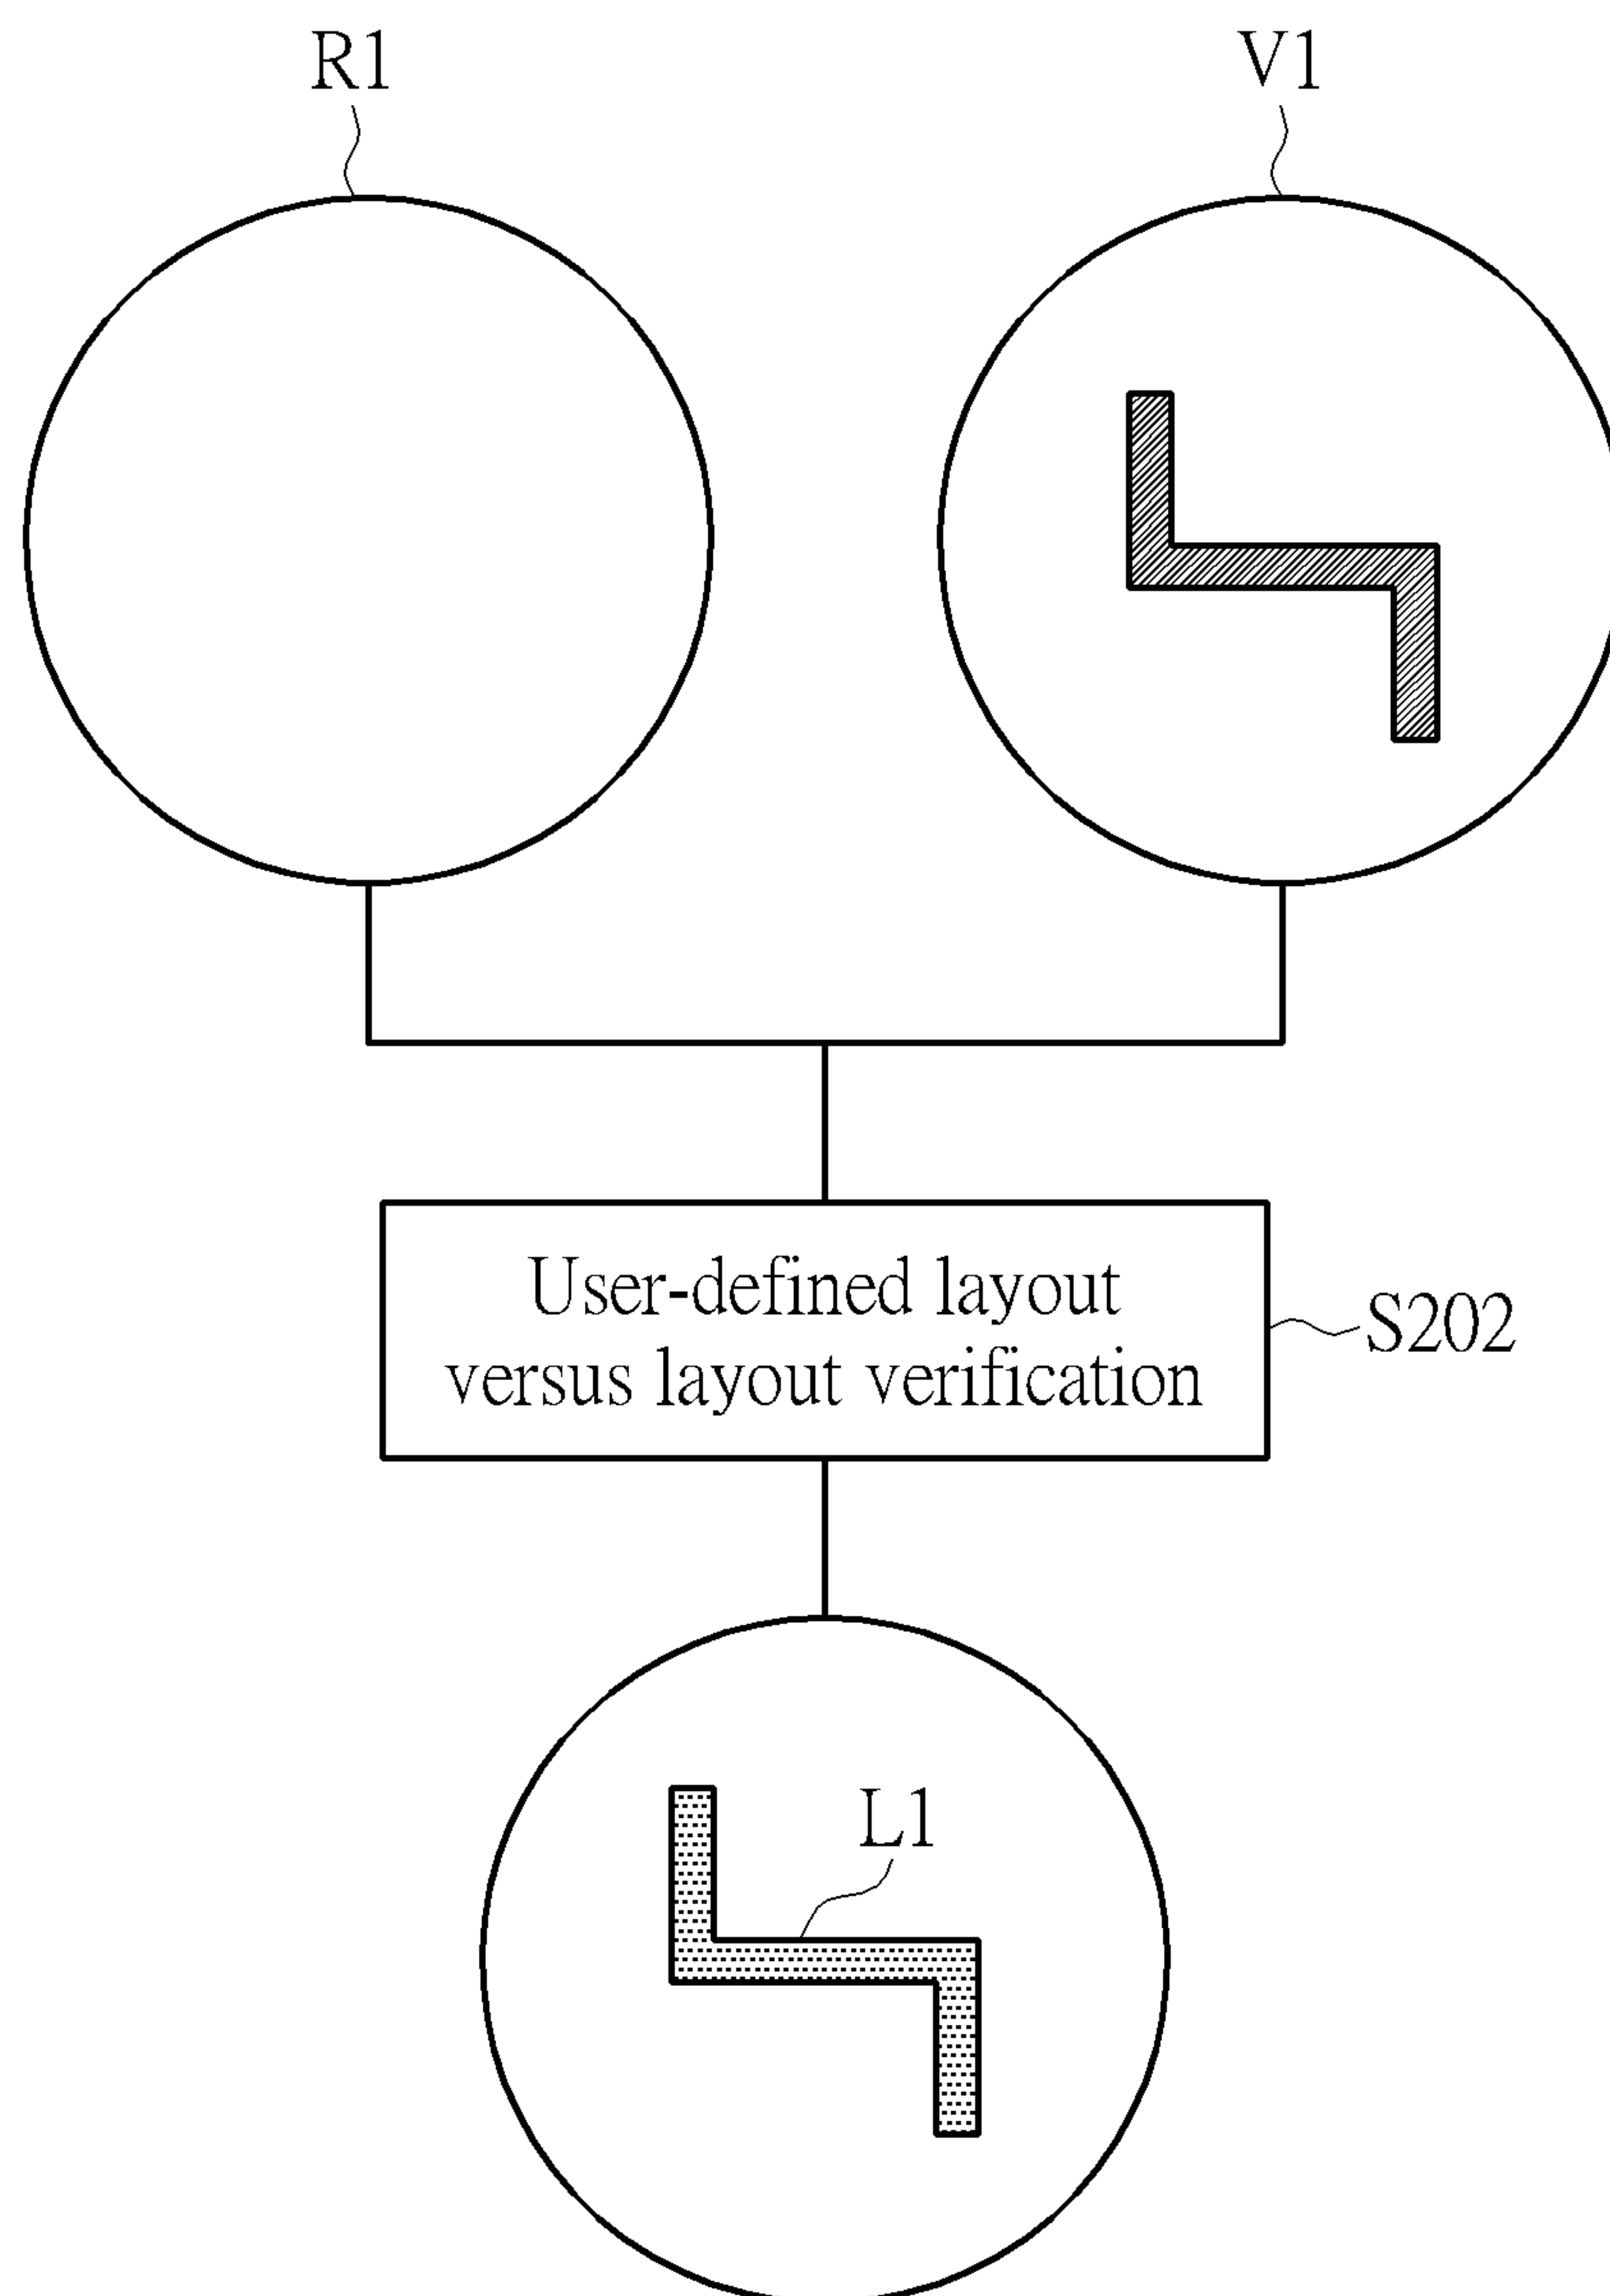 R1
V1
User-defined layout
versus layout verification
S202
L1